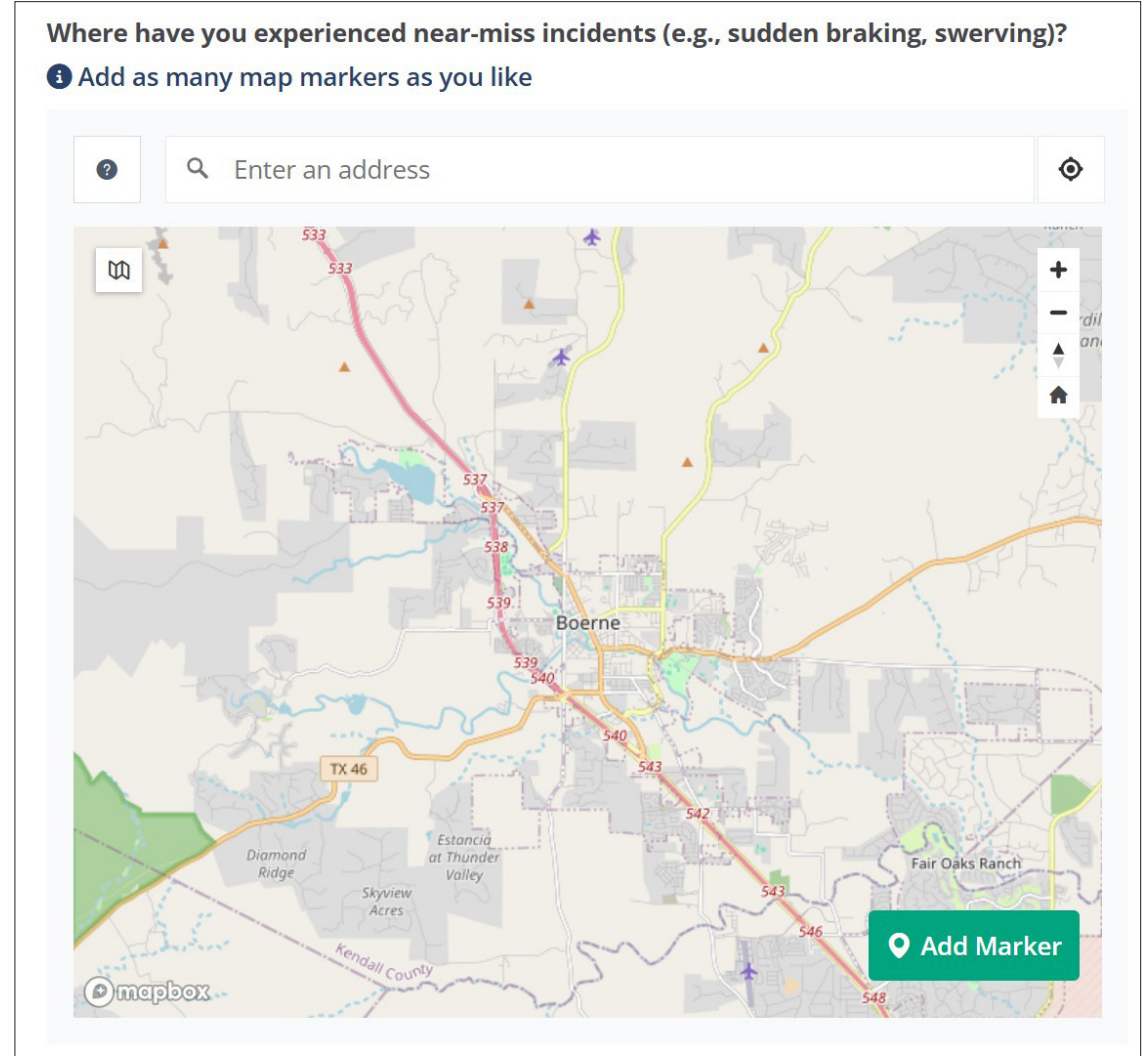 Where have you experienced near-miss incidents (e.g., sudden braking, swerving)?
Add as many map markers as you like
Enter an address
533
533
537
537
538
539
Boerne
539
540
540
543
TX 46
542
Estancia
at Thunder
Valley
Diamond
Ridge
Fair Oaks Ranch
Skyview
Acres
543
546
Add Marker
Kendall County
mapbox
548